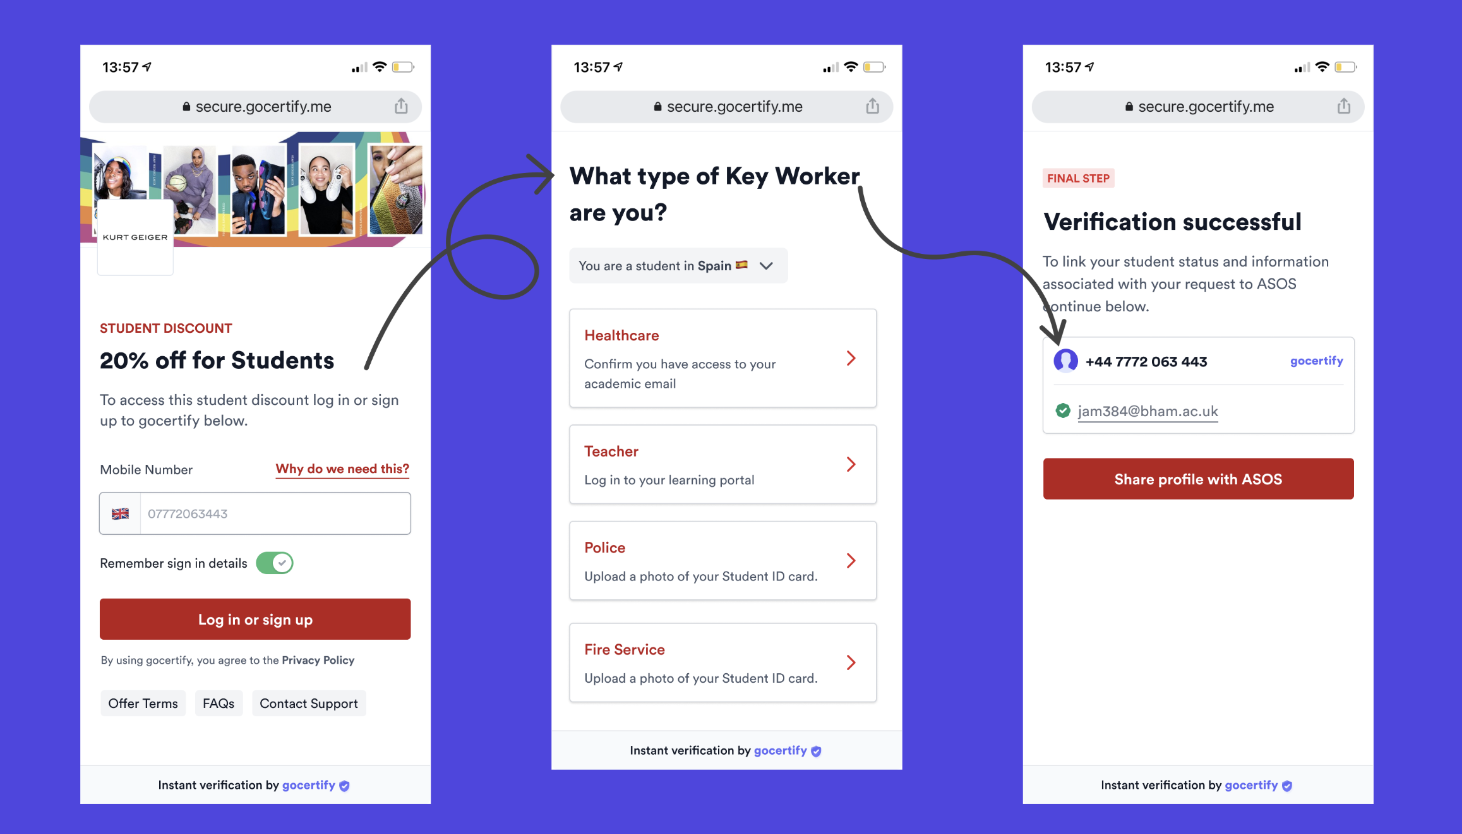 13:57
secure.gocertify.me
KURT GEIGER
STUDENT DISCOUNT
20% off for Students
To access this student discount log in or sign
up to gocertify below.
Mobile Number
Why do we need this?
07772063443
Remember sign in details
Log in or sign up
By using gocertify, you agree to the Privacy Policy
Offer Terms
FAQs
Contact Support
Instant verification by gocertify
13:57
secure.gocertify.me
What type of Key Worker
are you?
You are a student in Spain
Healthcare
Confirm you have access to your
academic email
Teacher
Log in to your learning portal
Police
Upload a photo of your Student ID card.
Fire Service
Upload a photo of your Student ID card.
Instant verification by gocertify
13:57
secure.gocertify.me
FINAL STEP
Verification successful
To link your student status and information
associated with your request to ASOS
continue below.
+44 7772 063 443
gocertify
jam384@bham.ac.uk
Share profile with ASOS
Instant verification by gocertify